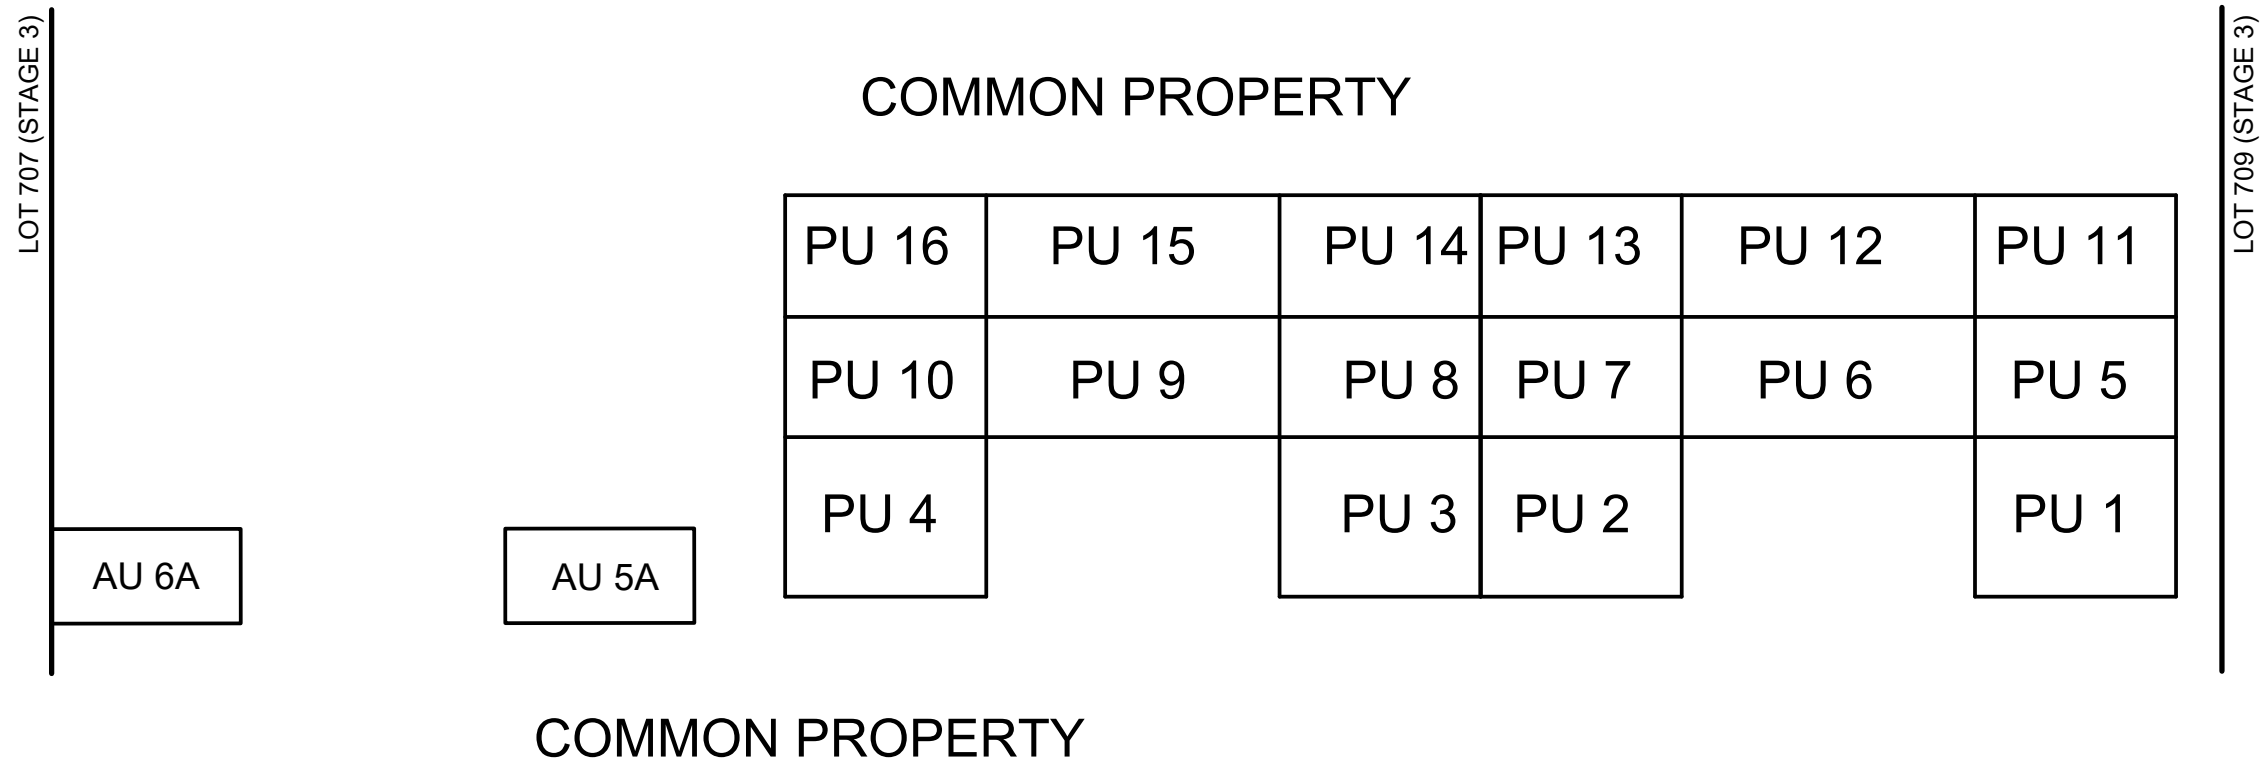 LOT 707 (STAGE 3)
COMMON PROPERTY
LOT 709 (STAGE 3)
PU 16 PU 15 PU 14 PU 13 PU 12 PU 11
PU 10 PU 9 PU 8 PU 7 PU 6 PU 5
PU 4 PU 3 PU 2 PU 1
AU 6A AU 5A
COMMON PROPERTY